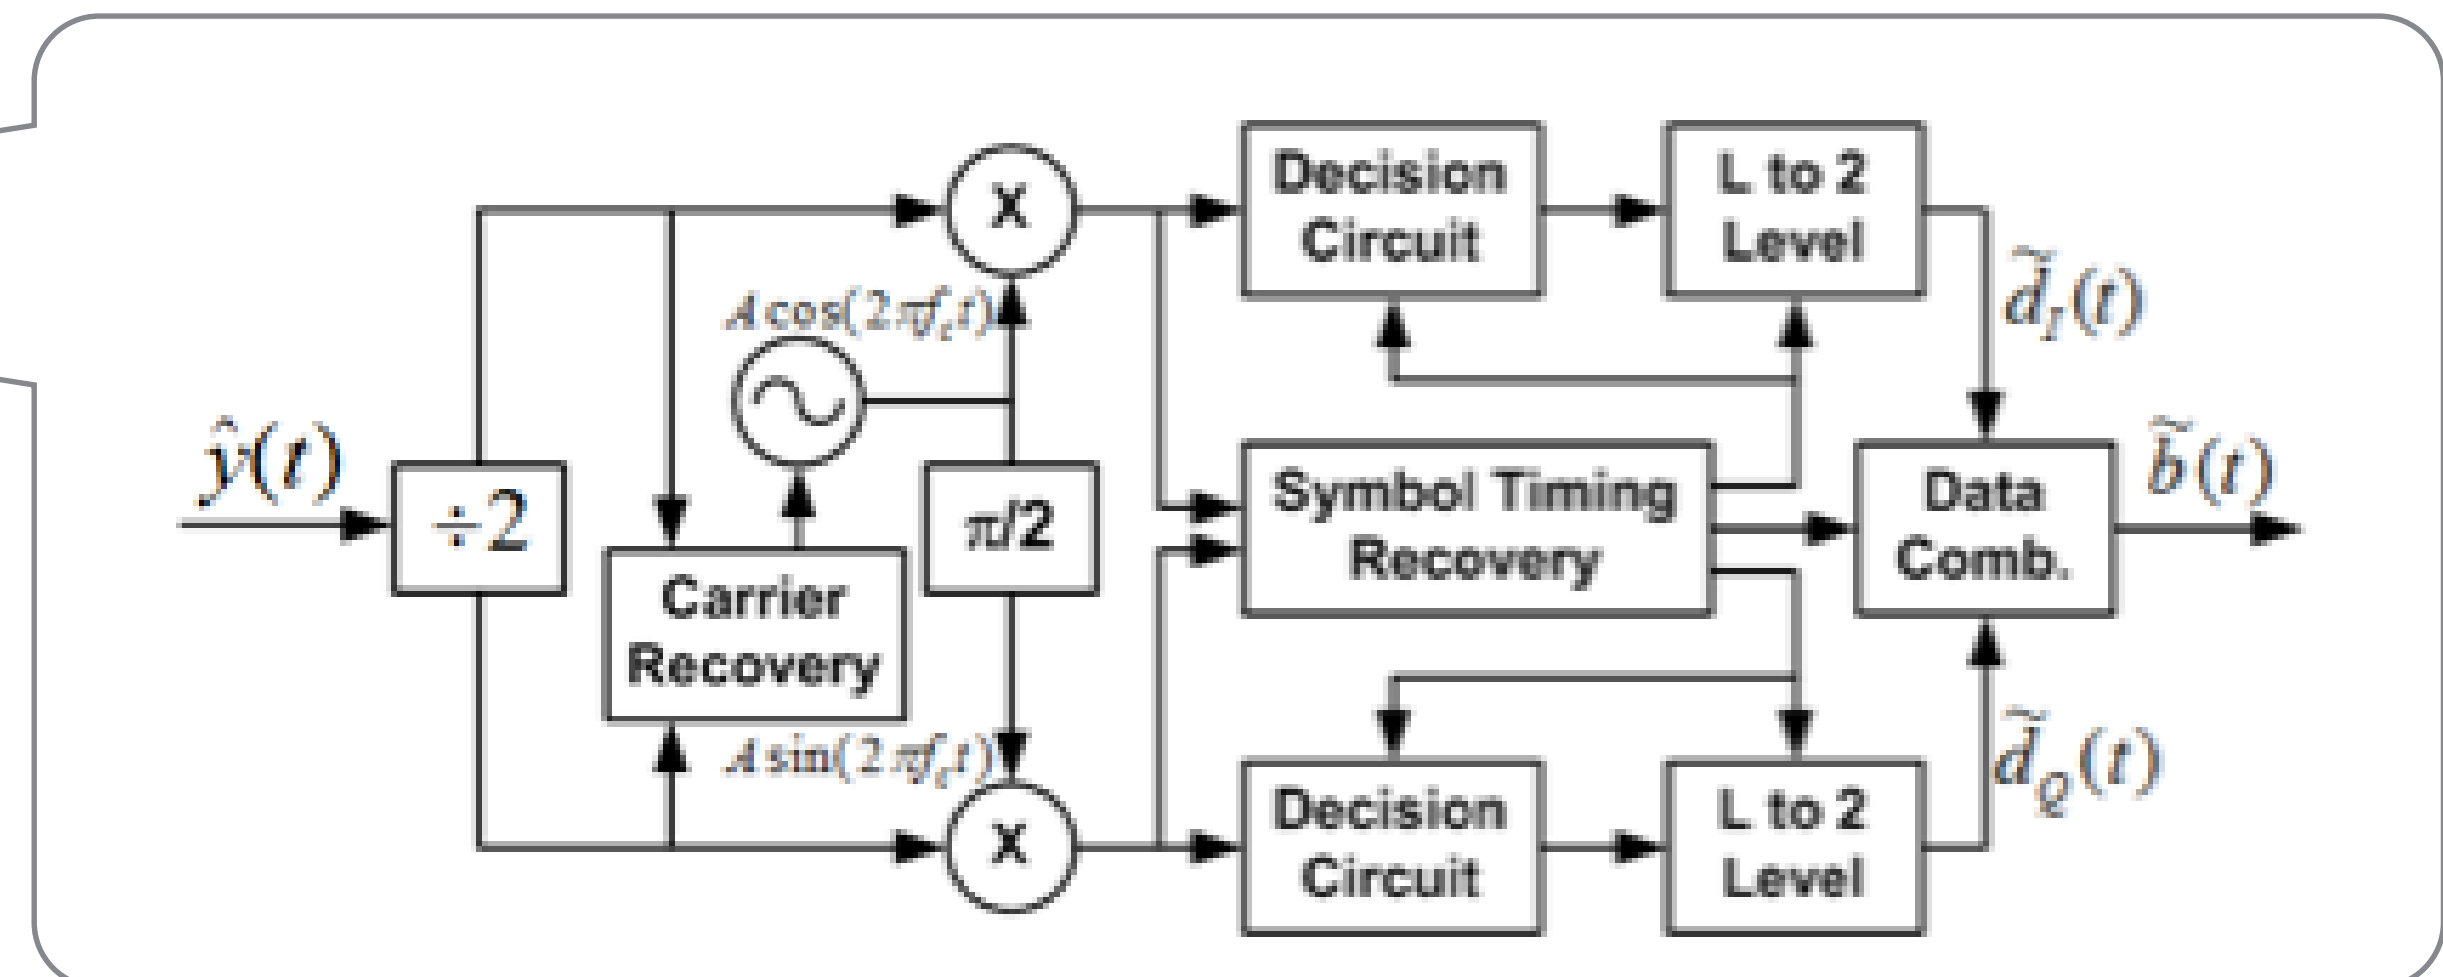 Decision
Circuit
L to 2
Level
X
A cos(2πf_c t)
d̃_I(t)
ŷ(t)
÷2
π/2
Symbol Timing
Recovery
Data
Comb.
b̃(t)
Carrier
Recovery
A sin(2πf_c t)
X
Decision
Circuit
L to 2
Level
d̃_Q(t)